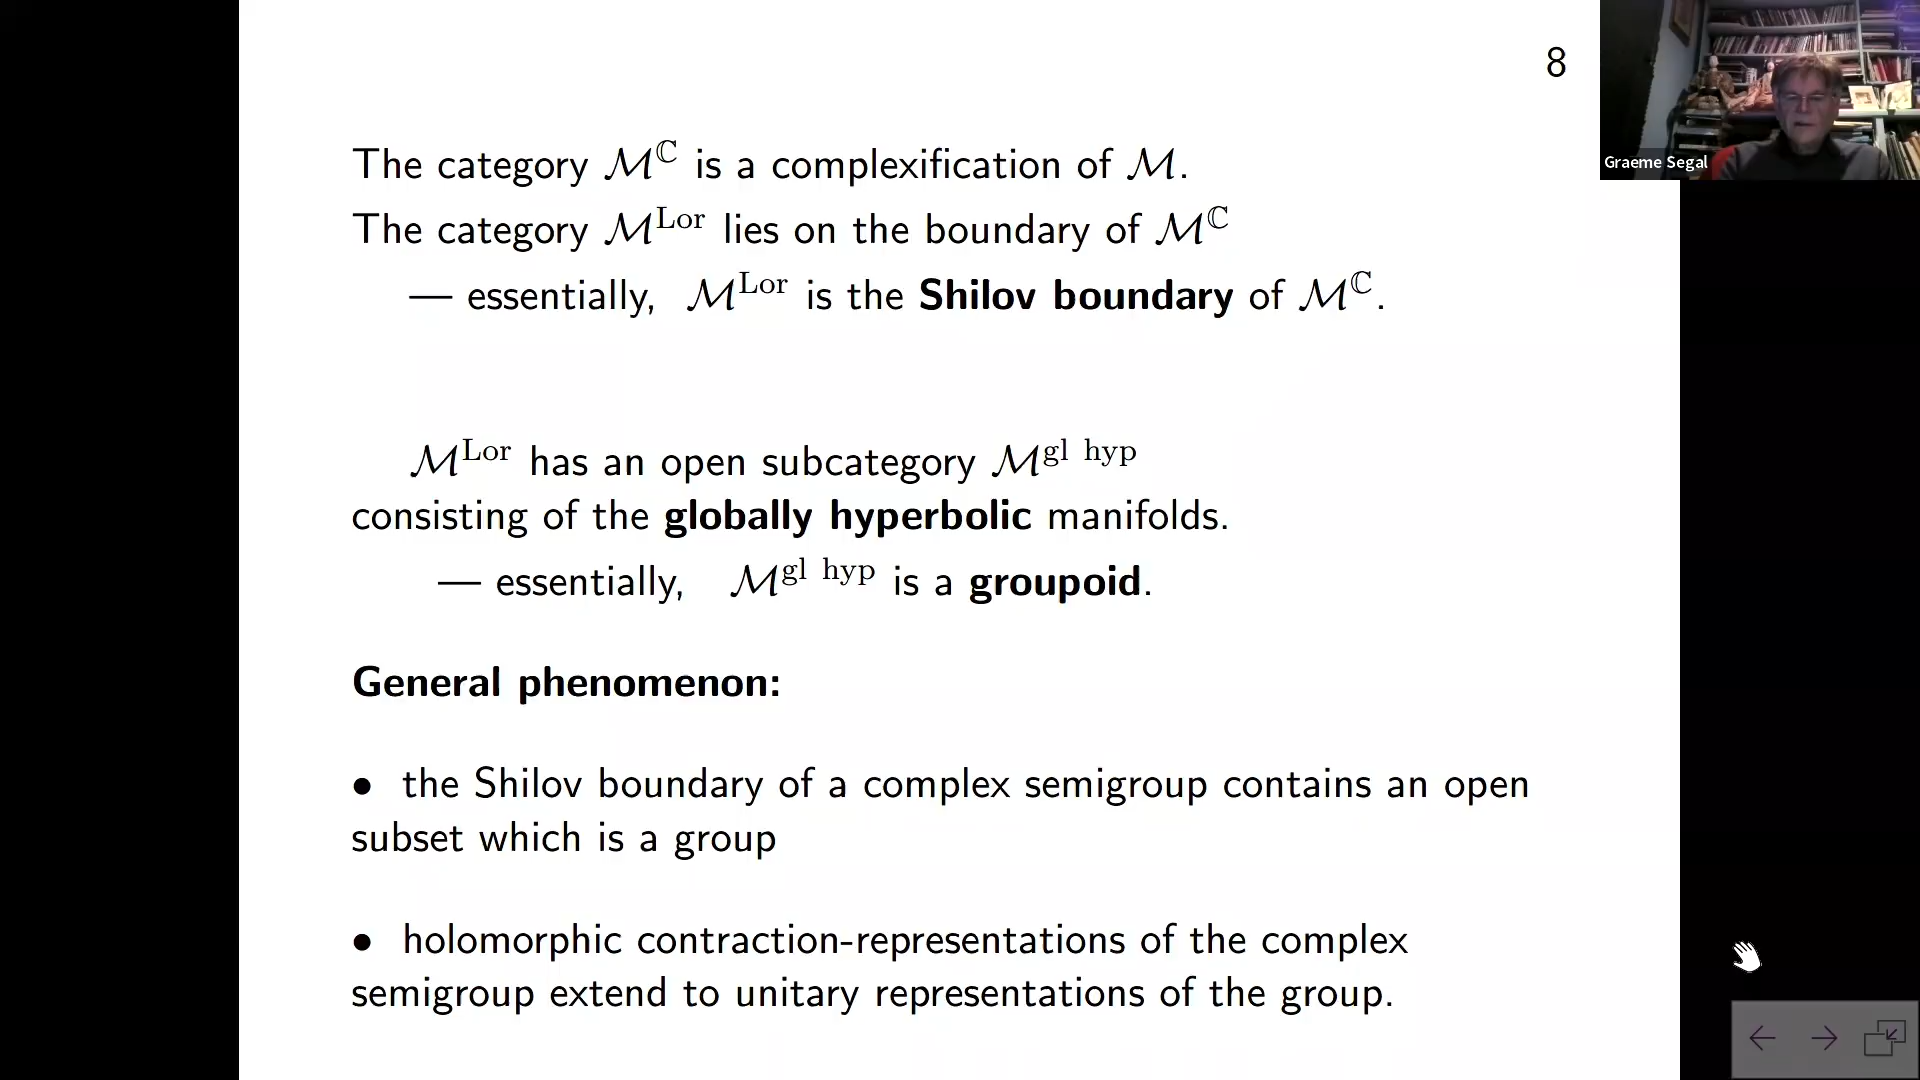 8
Graeme Segal
The category ℳ^ℂ is a complexification of ℳ.
The category ℳ^Lor lies on the boundary of ℳ^ℂ
— essentially, ℳ^Lor is the Shilov boundary of ℳ^ℂ.
ℳ^Lor has an open subcategory ℳ^gl hyp
consisting of the globally hyperbolic manifolds.
— essentially, ℳ^gl hyp is a groupoid.
General phenomenon:
• the Shilov boundary of a complex semigroup contains an open
subset which is a group
• holomorphic contraction-representations of the complex
semigroup extend to unitary representations of the group.